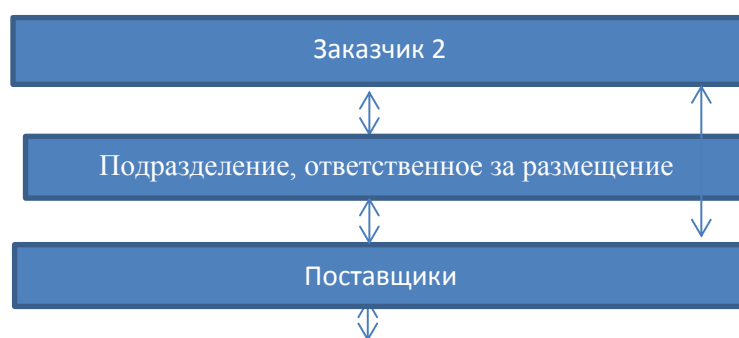 Заказчик 2
Подразделение, ответственное за размещение
Поставщики